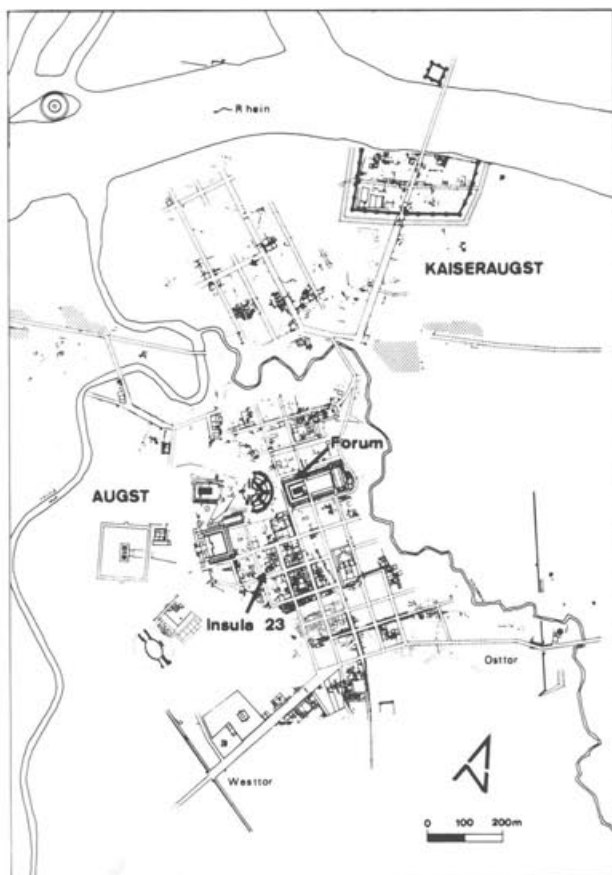 Rhein
KAISERAUGST
Forum
AUGST
Insula 23
Osttor
Westtor
N
0 100 200m